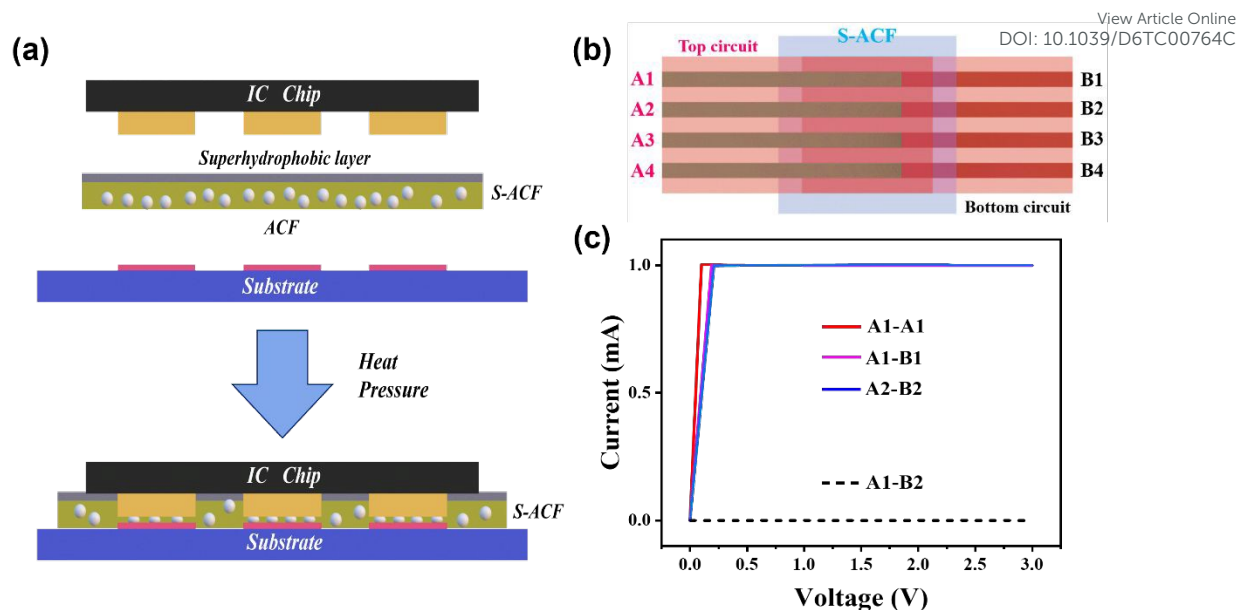 View Article Online
DOI: 10.1039/D6TC00764C
(a)
IC Chip
Superhydrophobic layer
S-ACF
ACF
Substrate
Heat
Pressure
IC Chip
S-ACF
Substrate
(b)
S-ACF
Top circuit
A1 B1
A2 B2
A3 B3
A4 B4
Bottom circuit
(c)
Current (mA)
1.0
0.5
0.0
A1-A1
A1-B1
A2-B2
A1-B2
0.0 0.5 1.0 1.5 2.0 2.5 3.0
Voltage (V)